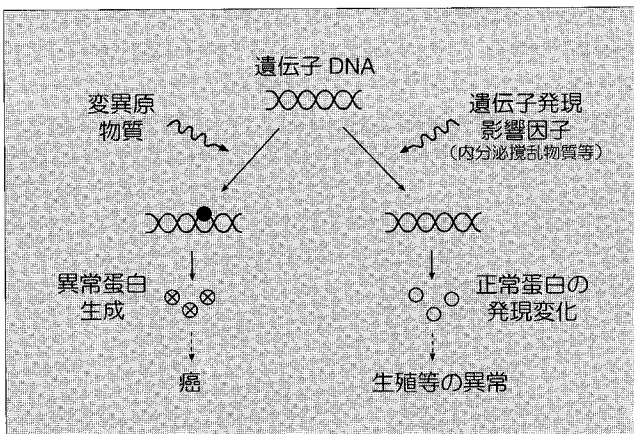 遺伝子 DNA
変異原
物質
遺伝子発現
影響因子
(内分泌撹乱物質等)
異常蛋白
生成
正常蛋白の
発現変化
癌
生殖等の異常